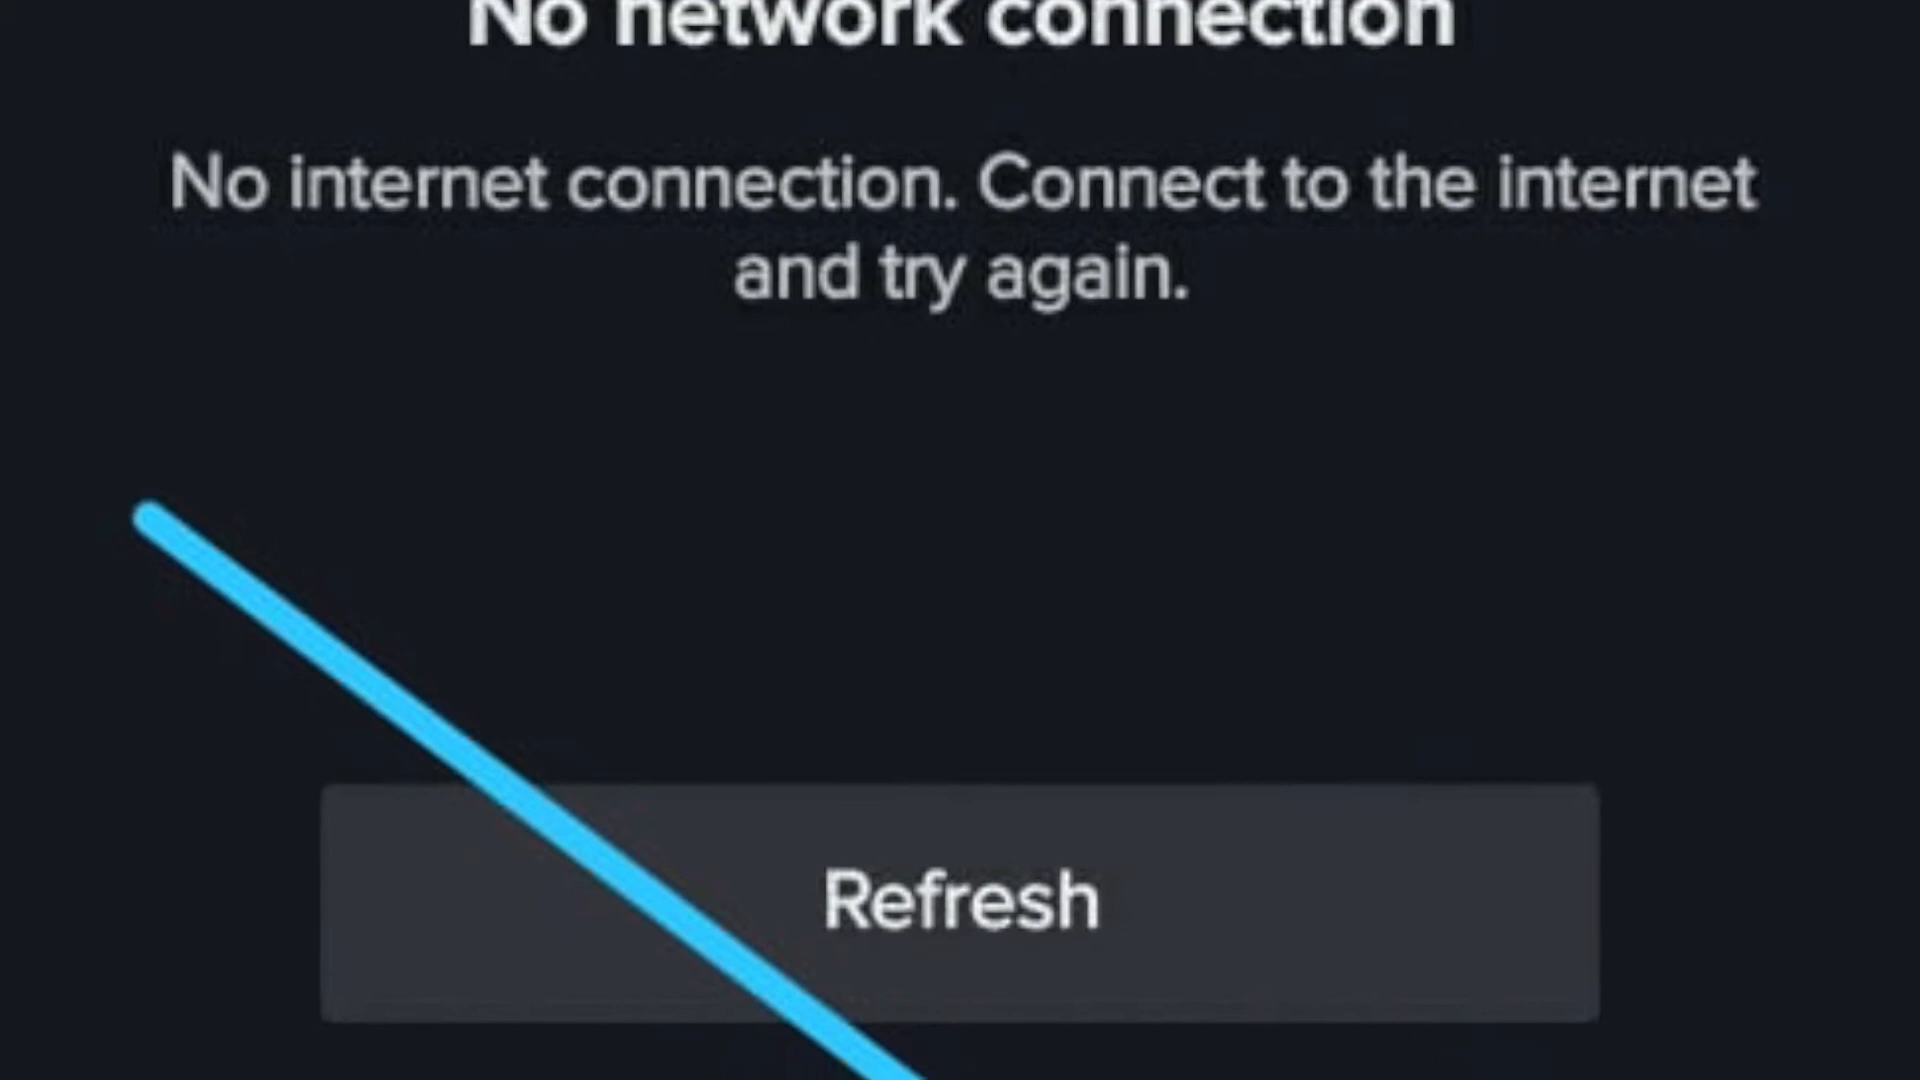 No network connection
No internet connection. Connect to the internet
and try again.
Refresh